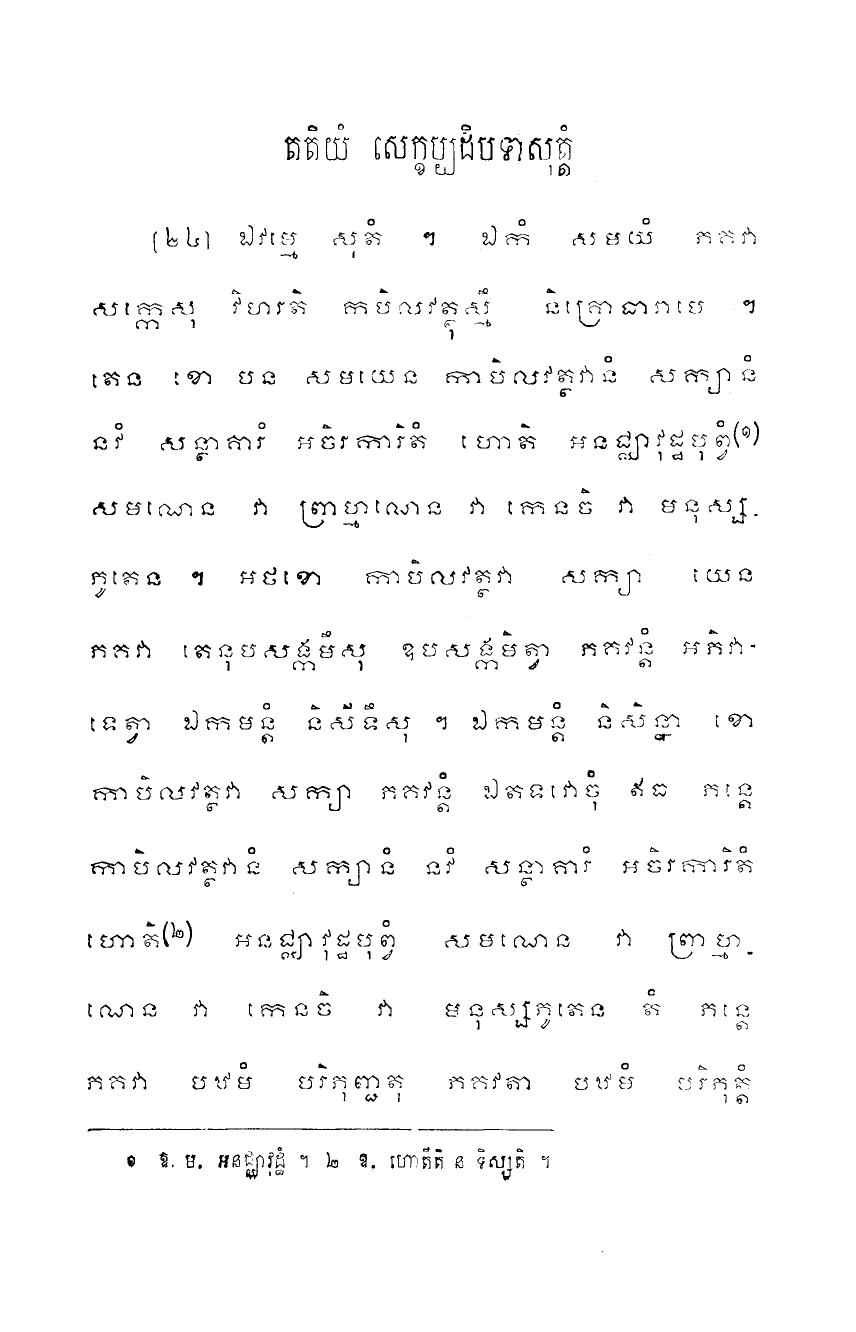 តតិយំ សេក្ខប្បដិបទាសុត្តំ
[២៤] ឯវម្មេ សុតំ ។ ឯកំ សមយំ ភគវា
សក្កេសុ វិហរតិ កាបិលវត្ថុស្មឹ និគ្រោធារាមេ ។
តេន ខោ បន សមយេន កាបិលវត្ថវានំ សក្យានំ
នវំ សន្ថាគារំ អចិរការិតំ ហោតិ អនជ្ឈាវុដ្ឋបុព្វំ(១)
សមណេន វា ព្រាហ្មណេន វា កេនចិ វា មនុស្ស-
ភូតេន ។ អថខោ កាបិលវត្ថវា សក្យា យេន
ភគវា តេនុបសង្កមឹសុ ឧបសង្កមិត្វា ភគវន្តំ អភិវា-
ទេត្វា ឯកមន្តំ និសីទឹសុ ។ ឯកមន្តំ និសិន្នា ខោ
កាបិលវត្ថវា សក្យា ភគវន្តំ ឯតទវោចុំ ឥធ ភន្តេ
កាបិលវត្ថវានំ សក្យានំ នវំ សន្ថាគារំ អចិរការិតំ
ហោតិ(២) អនជ្ឈាវុដ្ឋបុព្វំ សមណេន វា ព្រាហ្ម-
ណេន វា កេនចិ វា មនុស្សភូតេន តំ ភន្តេ
ភគវា បឋមំ បរិភុញ្ជតុ ភគវតា បឋមំ បរិភុត្តំ
១ ឱ. ម. អនជ្ឈាវុដ្ឋំ ។ ២ ឱ. ហោតីតិ ន ទិស្សតិ ។